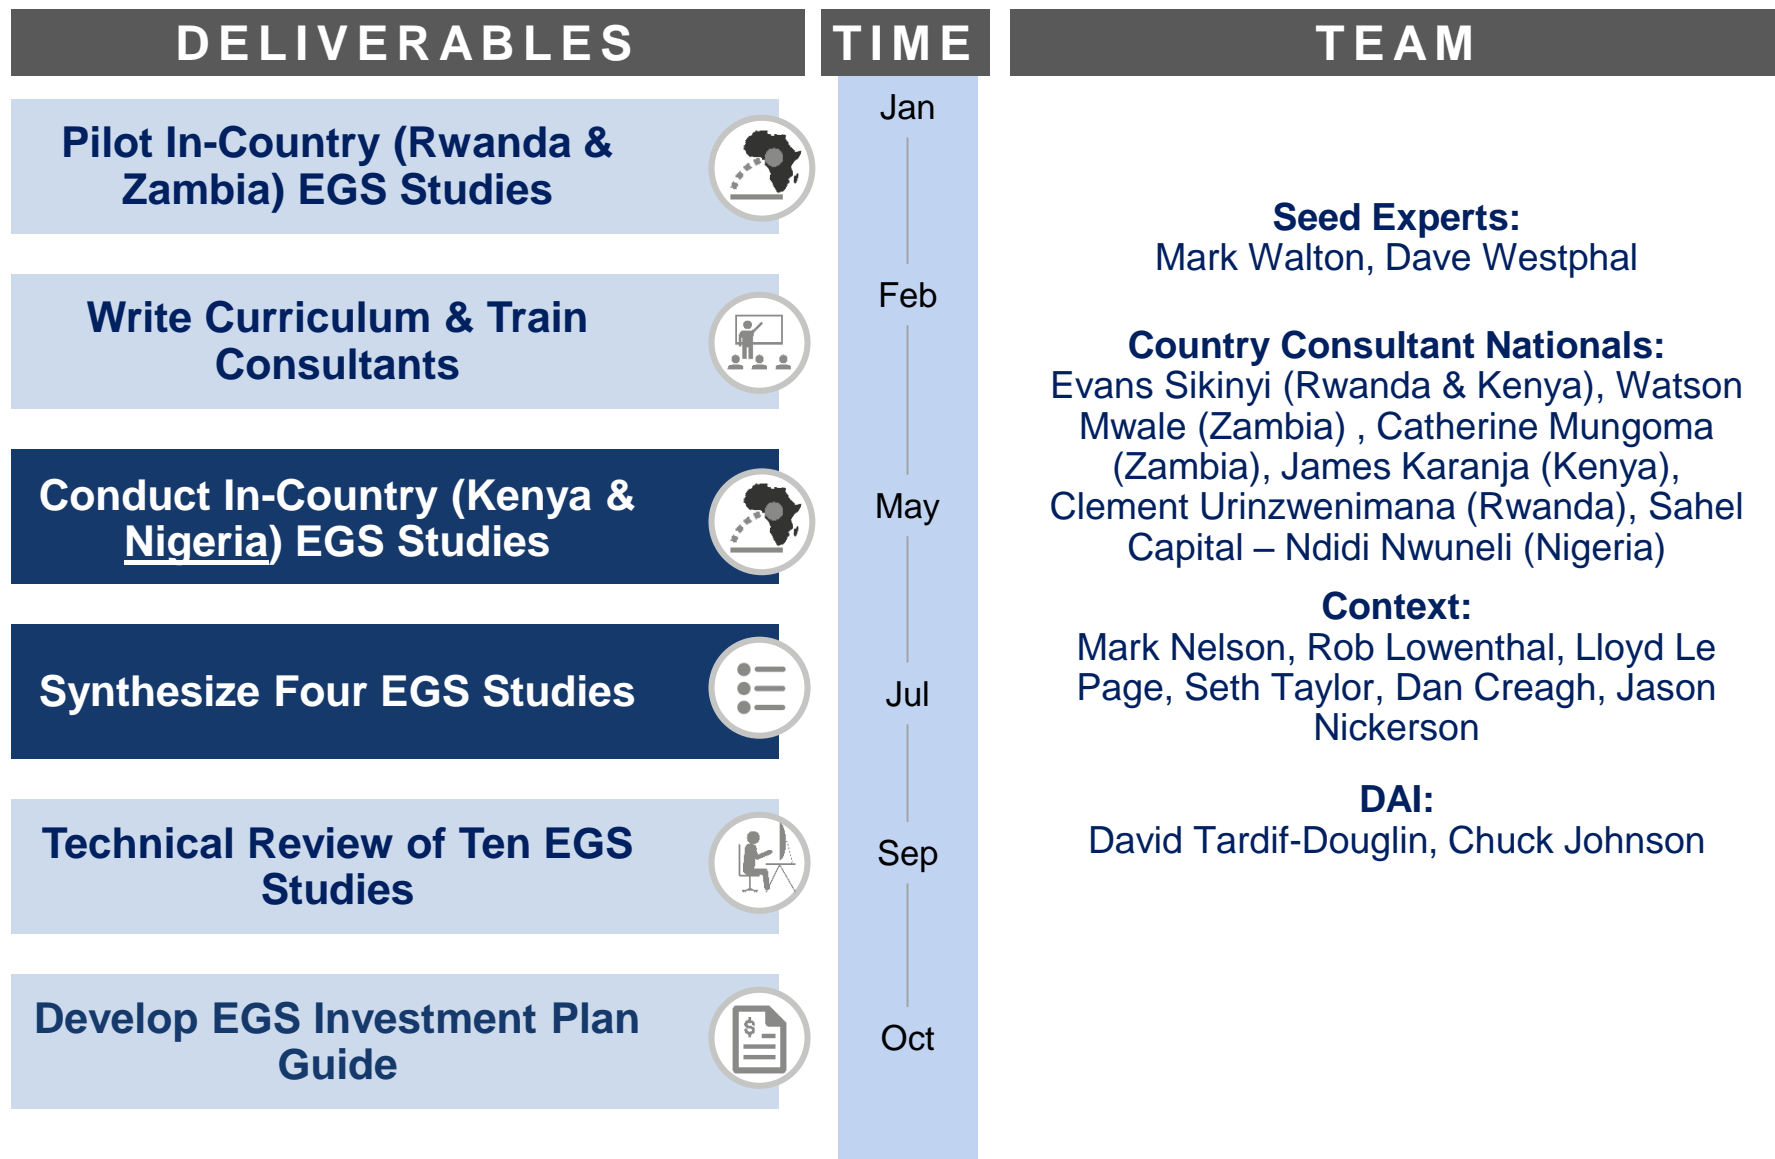 DELIVERABLES
Pilot In-Country (Rwanda &
Zambia) EGS Studies
Write Curriculum & Train
Consultants
Conduct In-Country (Kenya &
Nigeria) EGS Studies
Synthesize Four EGS Studies
Technical Review of Ten EGS
Studies
Develop EGS Investment Plan
Guide
$
TIME
Jan
Feb
May
Jul
Sep
Oct
TEAM
Seed Experts:
Mark Walton, Dave Westphal
Country Consultant Nationals:
Evans Sikinyi (Rwanda & Kenya), Watson
Mwale (Zambia) , Catherine Mungoma
(Zambia), James Karanja (Kenya),
Clement Urinzwenimana (Rwanda), Sahel
Capital – Ndidi Nwuneli (Nigeria)
Context:
Mark Nelson, Rob Lowenthal, Lloyd Le
Page, Seth Taylor, Dan Creagh, Jason
Nickerson
DAI:
David Tardif-Douglin, Chuck Johnson